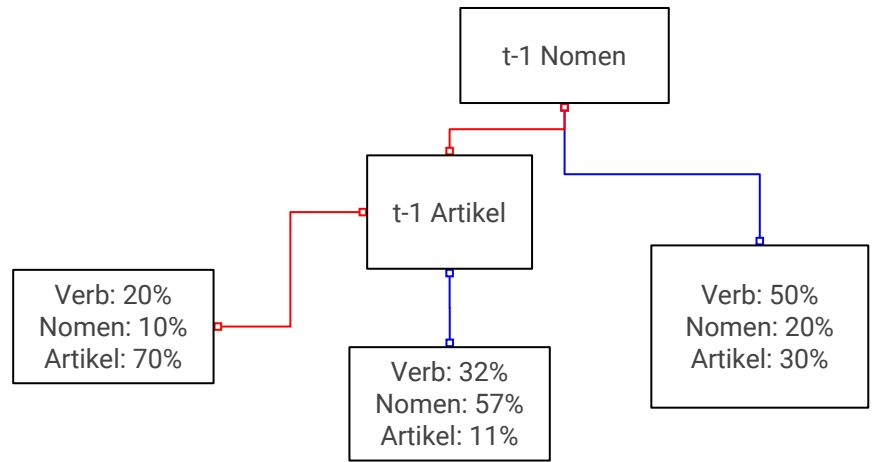 t-1 Nomen
t-1 Artikel
Verb: 20%
Nomen: 10%
Artikel: 70%
Verb: 32%
Nomen: 57%
Artikel: 11%
Verb: 50%
Nomen: 20%
Artikel: 30%